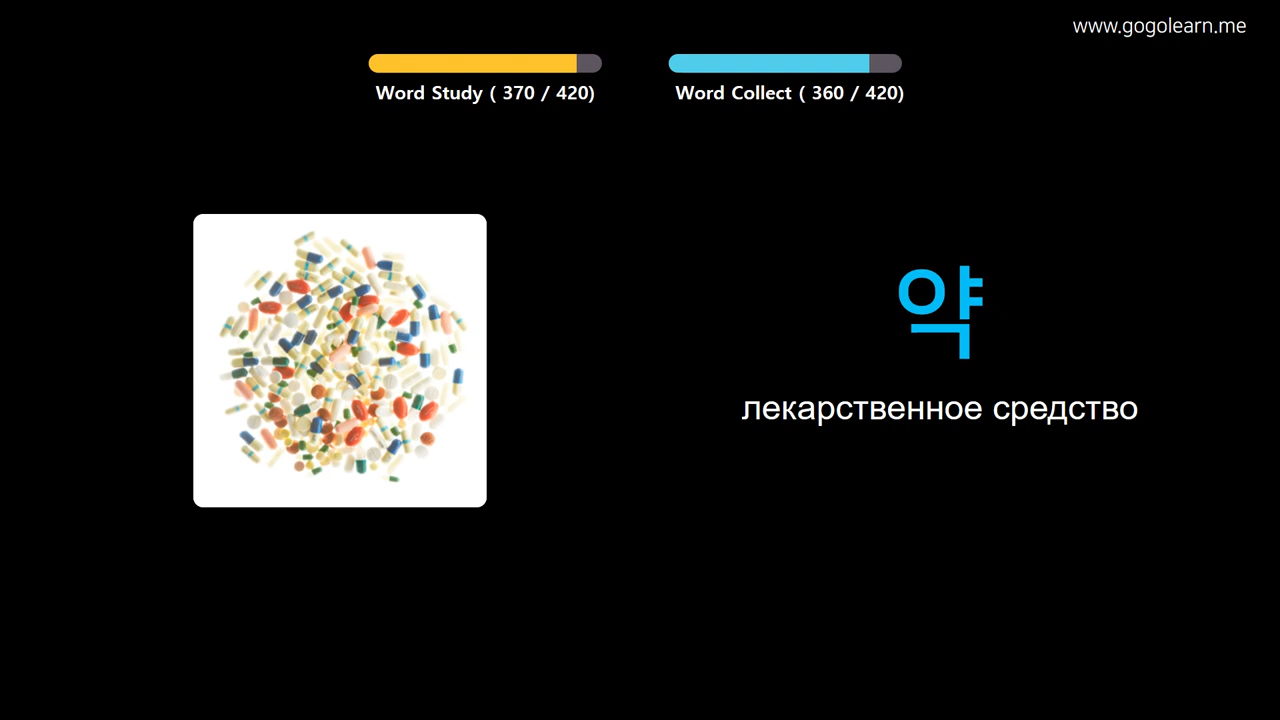 www.gogolearn.me
Word Study ( 370 / 420)
Word Collect ( 360 / 420)
약
лекарственное средство